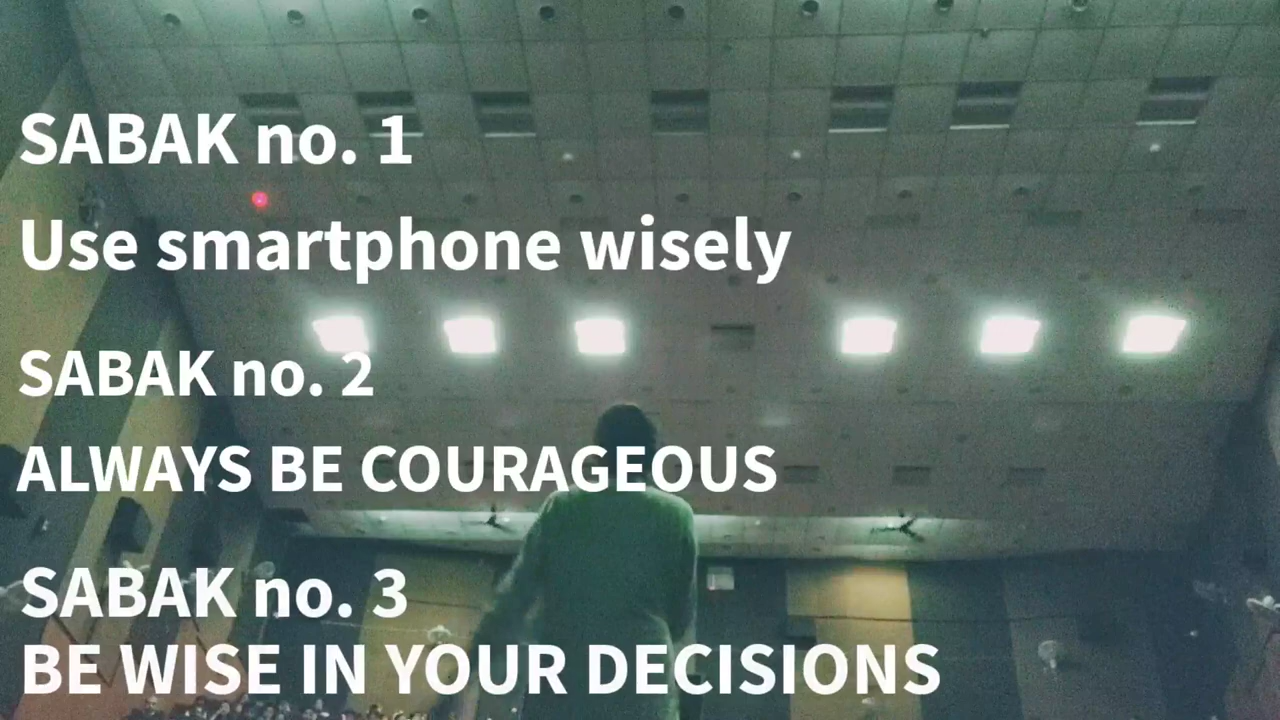 SABAK no. 1
Use smartphone wisely
SABAK no. 2
ALWAYS BE COURAGEOUS
SABAK no. 3
BE WISE IN YOUR DECISIONS